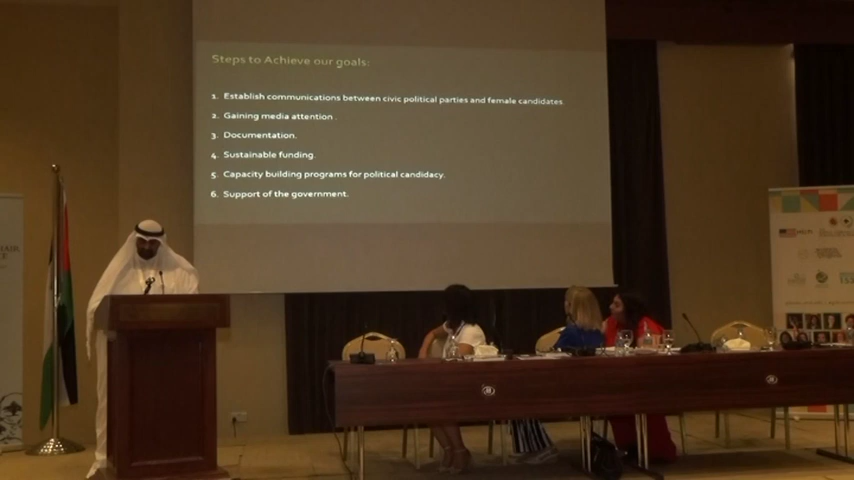 Steps to Achieve our goals:
1. Establish communications between civic political parties and female candidates.
2. Gaining media attention .
3. Documentation.
4. Sustainable funding.
5. Capacity building programs for political candidacy.
6. Support of the government.